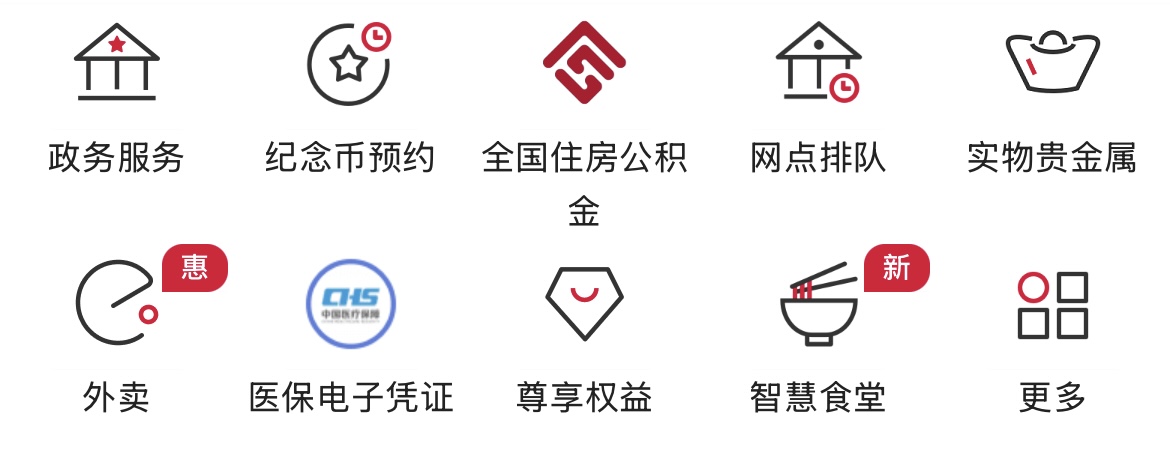 政务服务
纪念币预约
全国住房公积
金
网点排队
实物贵金属
惠
外卖
CHS
中国医疗保障
医保电子凭证
尊享权益
新
智慧食堂
更多